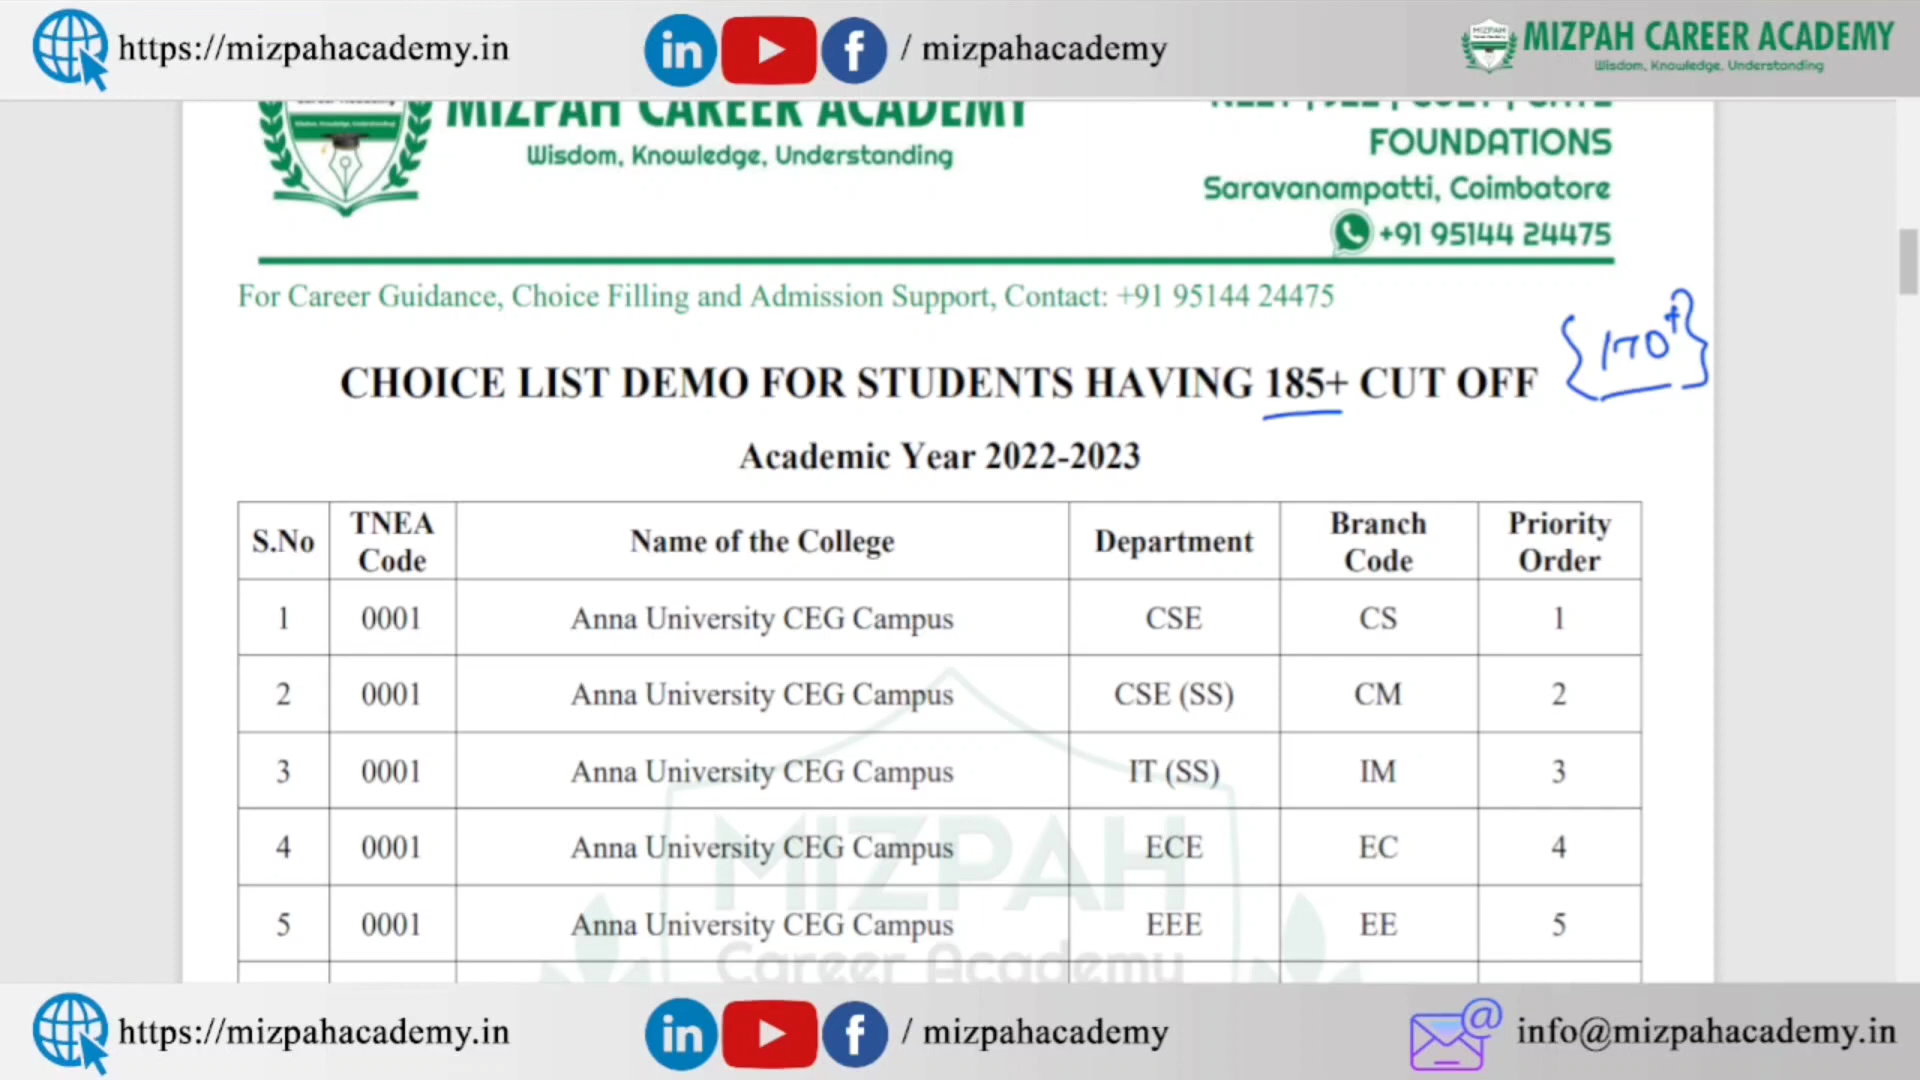 https://mizpahacademy.in
/ mizpahacademy
MIZPAH CAREER ACADEMY
Wisdom, Knowledge, Understanding
MIZPAH CAREER ACADEMY
Wisdom, Knowledge, Understanding
FOUNDATIONS
Saravanampatti, Coimbatore
+91 95144 24475
For Career Guidance, Choice Filling and Admission Support, Contact: +91 95144 24475
{170+}
CHOICE LIST DEMO FOR STUDENTS HAVING 185+ CUT OFF
Academic Year 2022-2023
S.No TNEA Code Name of the College Department Branch Code Priority Order
1 0001 Anna University CEG Campus CSE CS 1
2 0001 Anna University CEG Campus CSE (SS) CM 2
3 0001 Anna University CEG Campus IT (SS) IM 3
4 0001 Anna University CEG Campus ECE EC 4
5 0001 Anna University CEG Campus EEE EE 5
MIZPAH
Career Academy
https://mizpahacademy.in
/ mizpahacademy
info@mizpahacademy.in